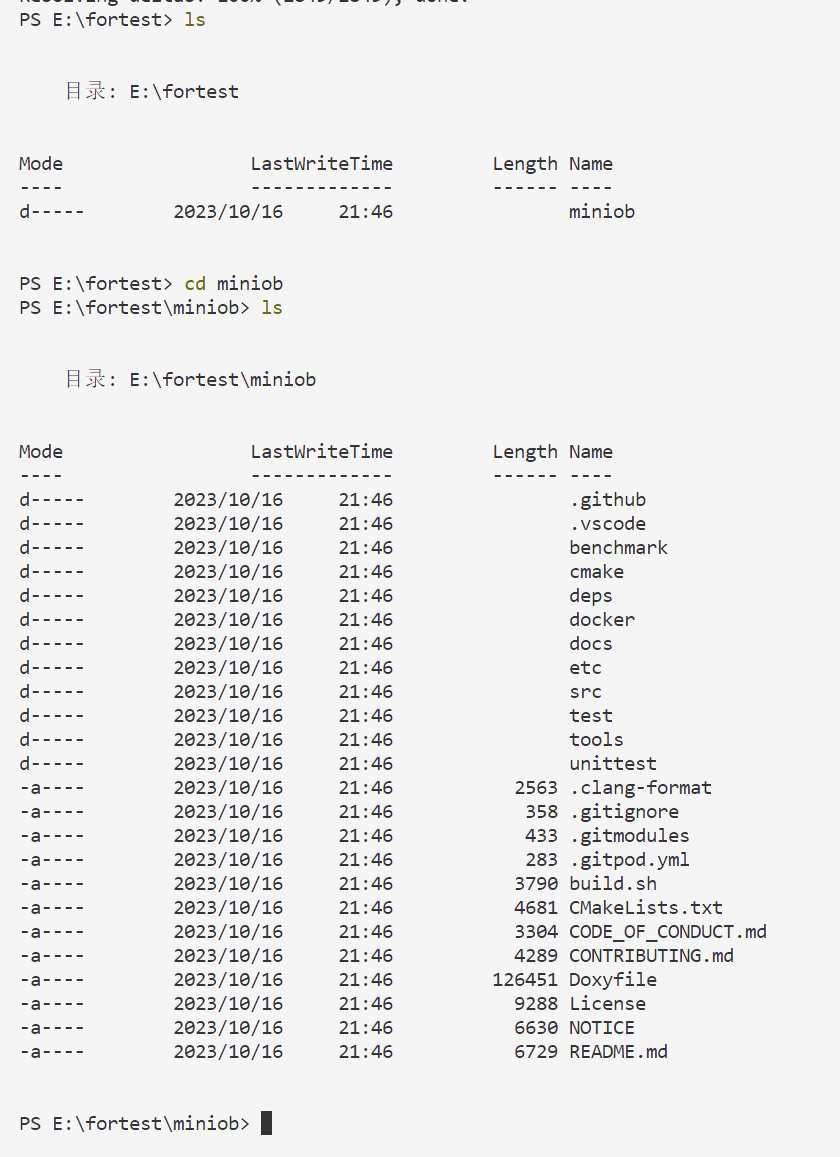 Resolving deltas: 100% (2849/2849), done.
PS E:\fortest> ls
目录: E:\fortest
Mode LastWriteTime Length Name
---- ------------- ------ ----
d----- 2023/10/16 21:46 miniob
PS E:\fortest> cd miniob
PS E:\fortest\miniob> ls
目录: E:\fortest\miniob
Mode LastWriteTime Length Name
---- ------------- ------ ----
d----- 2023/10/16 21:46 .github
d----- 2023/10/16 21:46 .vscode
d----- 2023/10/16 21:46 benchmark
d----- 2023/10/16 21:46 cmake
d----- 2023/10/16 21:46 deps
d----- 2023/10/16 21:46 docker
d----- 2023/10/16 21:46 docs
d----- 2023/10/16 21:46 etc
d----- 2023/10/16 21:46 src
d----- 2023/10/16 21:46 test
d----- 2023/10/16 21:46 tools
d----- 2023/10/16 21:46 unittest
-a---- 2023/10/16 21:46 2563 .clang-format
-a---- 2023/10/16 21:46 358 .gitignore
-a---- 2023/10/16 21:46 433 .gitmodules
-a---- 2023/10/16 21:46 283 .gitpod.yml
-a---- 2023/10/16 21:46 3790 build.sh
-a---- 2023/10/16 21:46 4681 CMakeLists.txt
-a---- 2023/10/16 21:46 3304 CODE_OF_CONDUCT.md
-a---- 2023/10/16 21:46 4289 CONTRIBUTING.md
-a---- 2023/10/16 21:46 126451 Doxyfile
-a---- 2023/10/16 21:46 9288 License
-a---- 2023/10/16 21:46 6630 NOTICE
-a---- 2023/10/16 21:46 6729 README.md
PS E:\fortest\miniob>